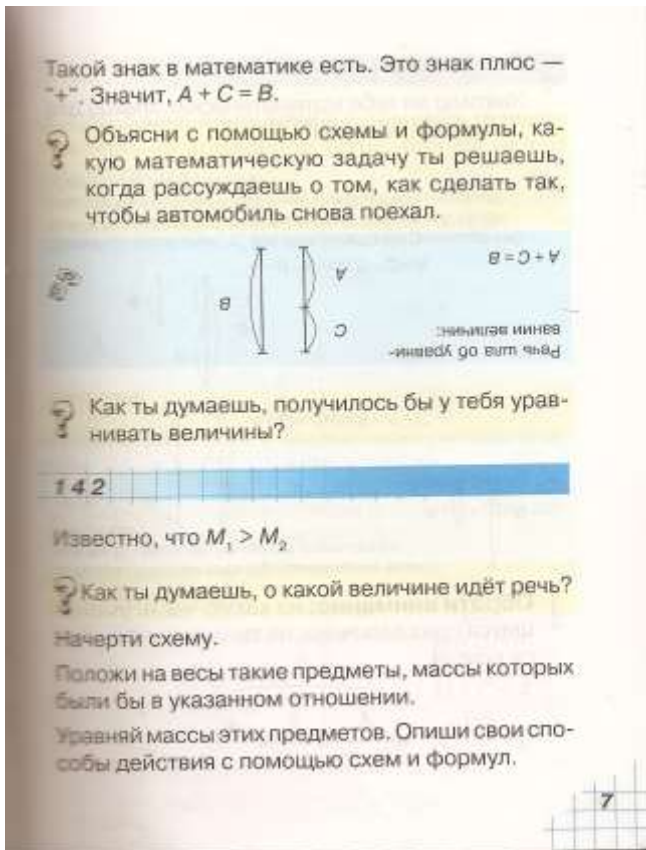 Такой знак в математике есть. Это знак плюс —
"+". Значит, A + C = B.
Объясни с помощью схемы и формулы, ка-
кую математическую задачу ты решаешь,
когда рассуждаешь о том, как сделать так,
чтобы автомобиль снова поехал.
Речь шла об уравни-
вании величин:
A + C = B
C
A
B
Как ты думаешь, получилось бы у тебя урав-
нивать величины?
142
Известно, что M₁ > M₂
Как ты думаешь, о какой величине идёт речь?
Начерти схему.
Положи на весы такие предметы, массы которых
были бы в указанном отношении.
Уравняй массы этих предметов. Опиши свои спо-
собы действия с помощью схем и формул.
7